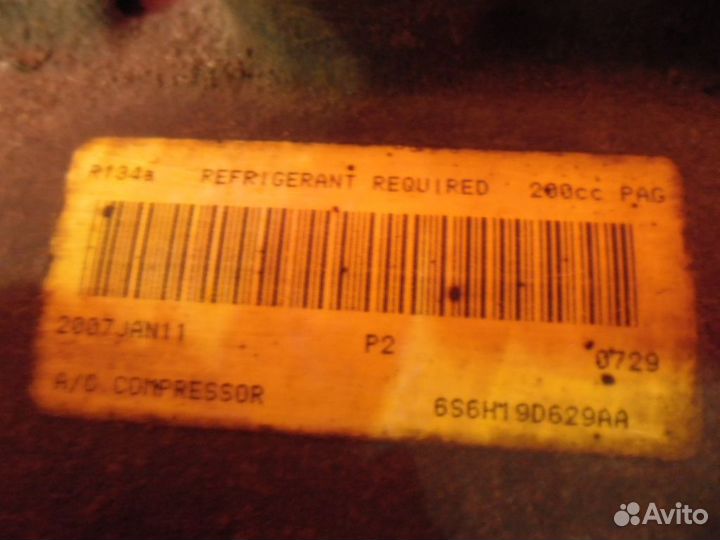 R134a REFRIGERANT REQUIRED 200cc PAG
2007JAN11 P2 0729
A/C COMPRESSOR 6S6H19D629AA
Avito